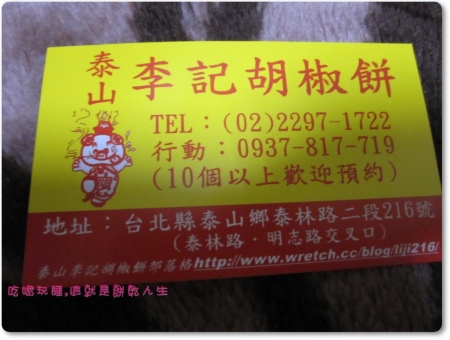 泰山
李記胡椒餅
TEL：(02)2297-1722
行動：0937-817-719
(10個以上歡迎預約)
地址：台北縣泰山鄉泰林路二段216號
(泰林路．明志路交叉口)
泰山李記胡椒餅部落格http://www.wretch.cc/blog/liji216/
吃喝玩睡,這就是餅乾人生